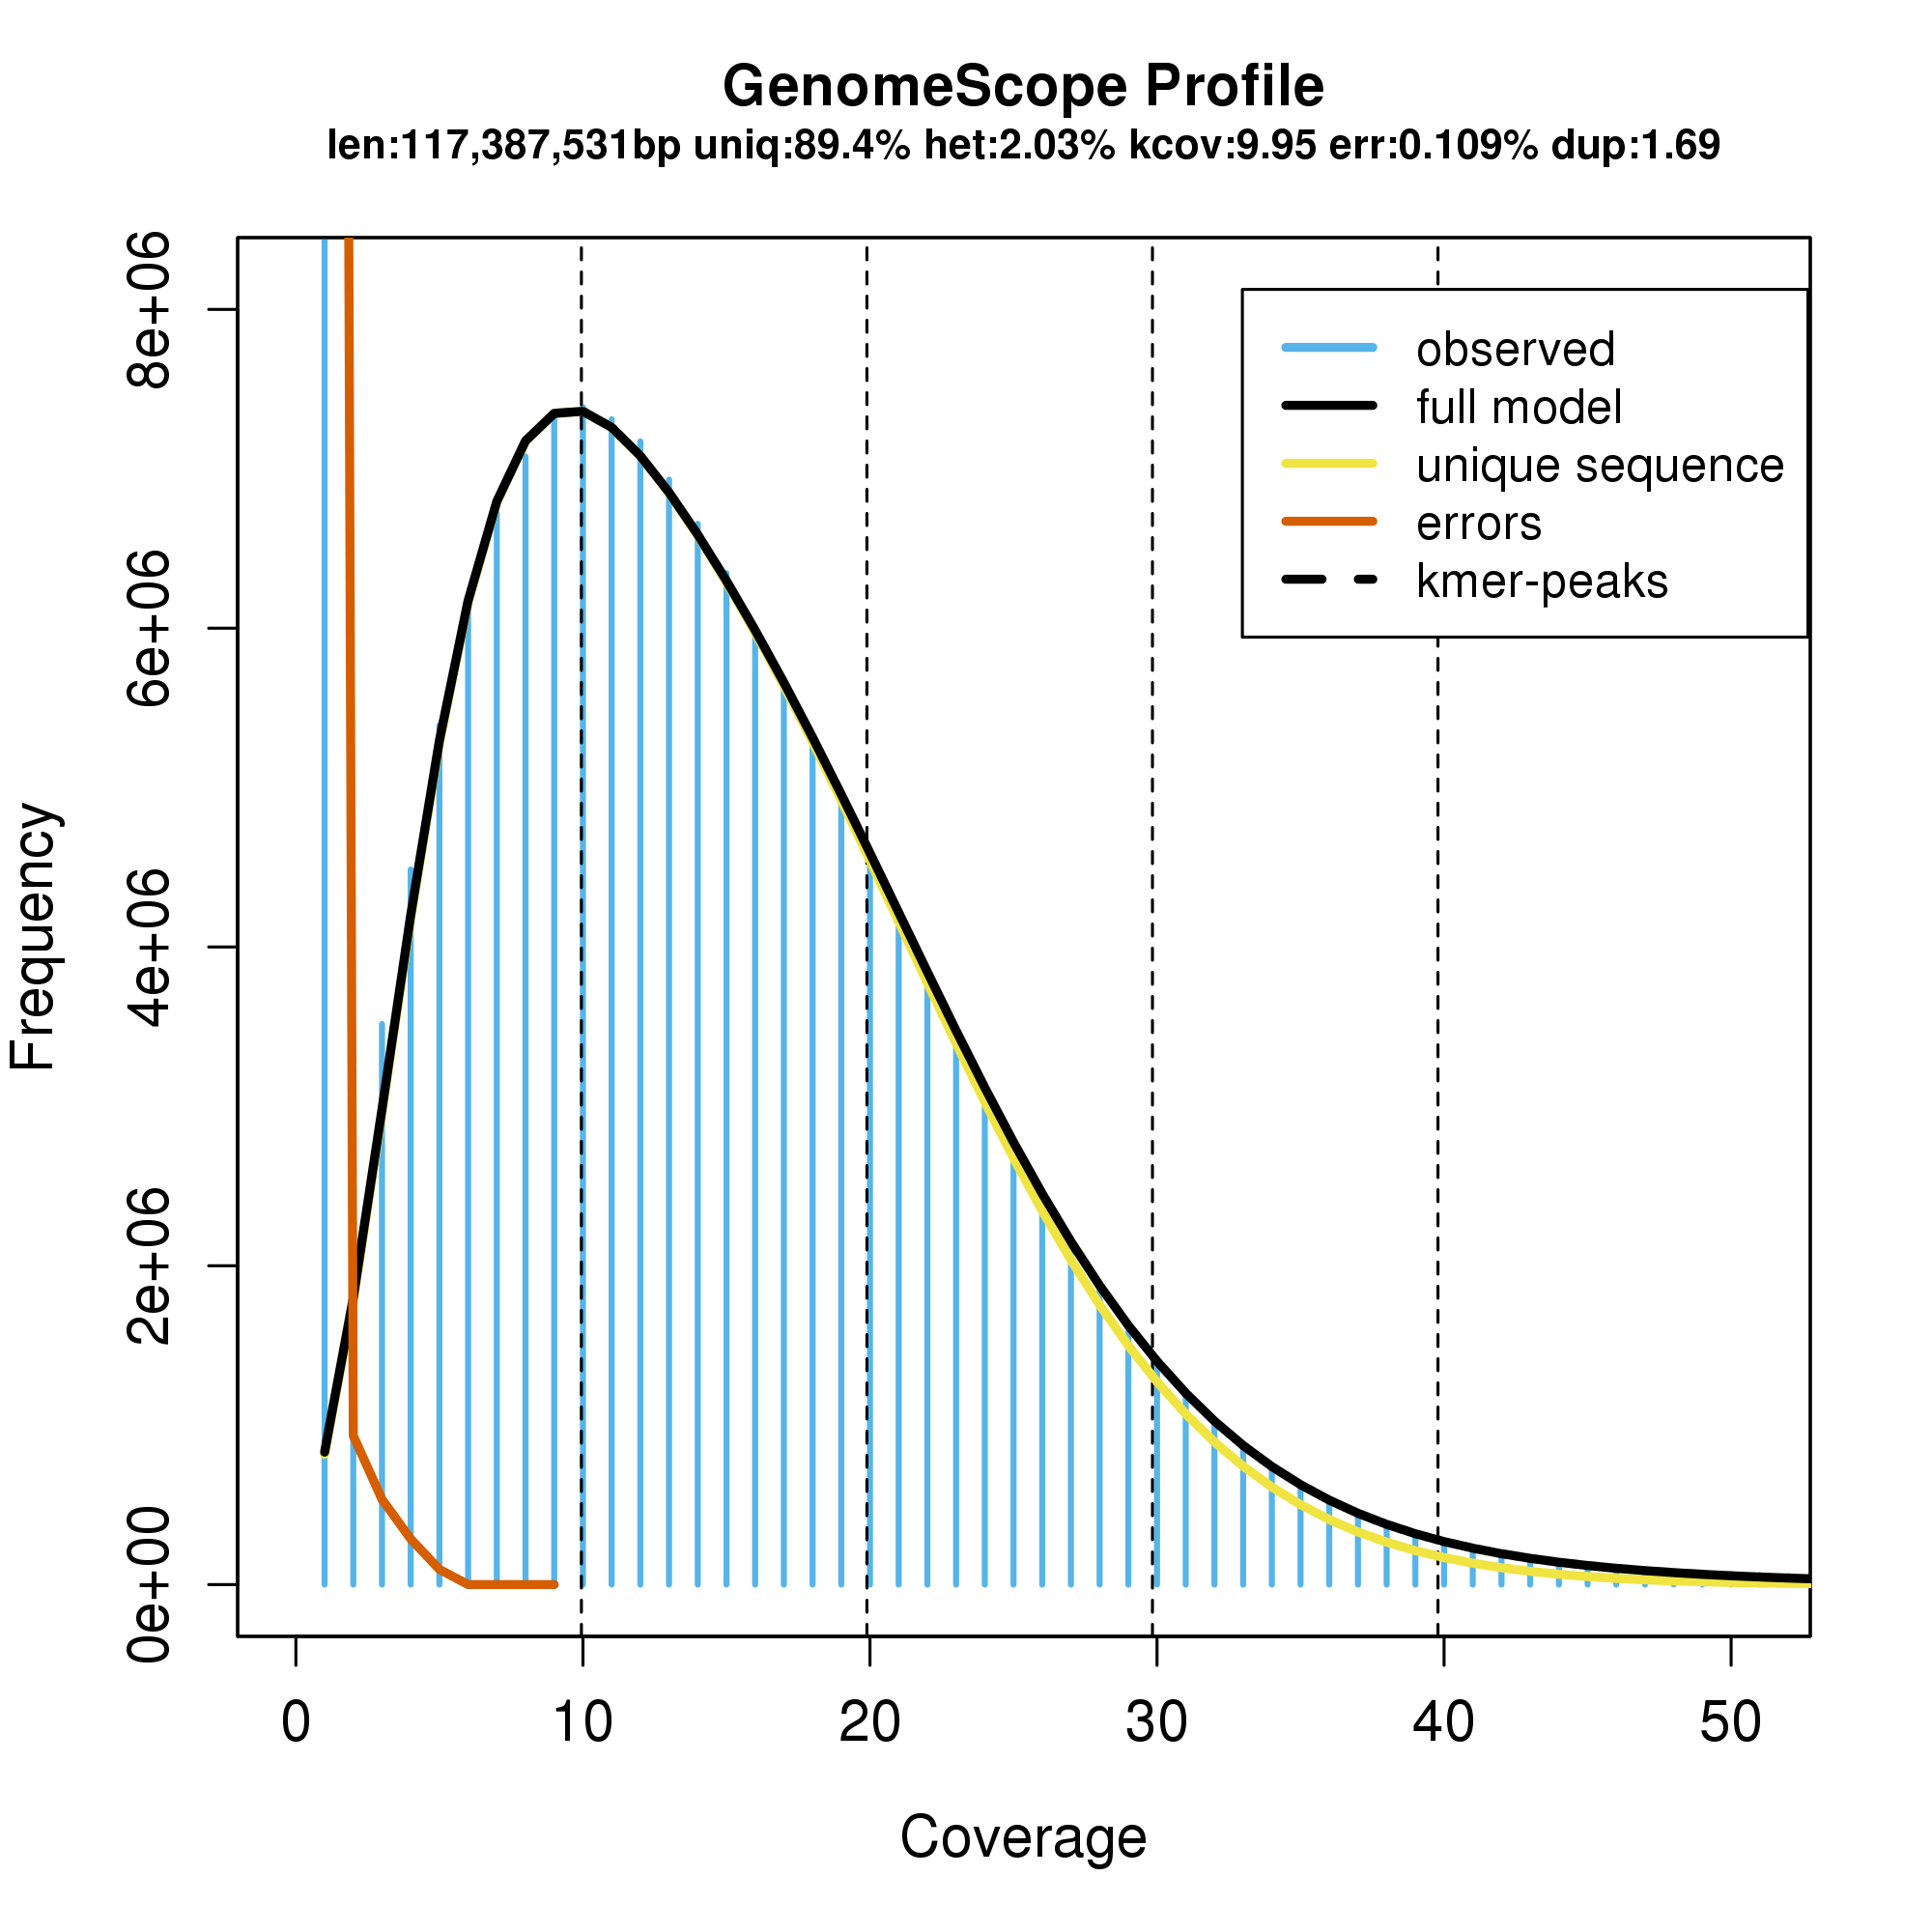 GenomeScope Profile
len:117,387,531bp uniq:89.4% het:2.03% kcov:9.95 err:0.109% dup:1.69
observed
full model
unique sequence
errors
kmer-peaks
Frequency
8e+06
6e+06
4e+06
2e+06
0e+00
0 10 20 30 40 50
Coverage